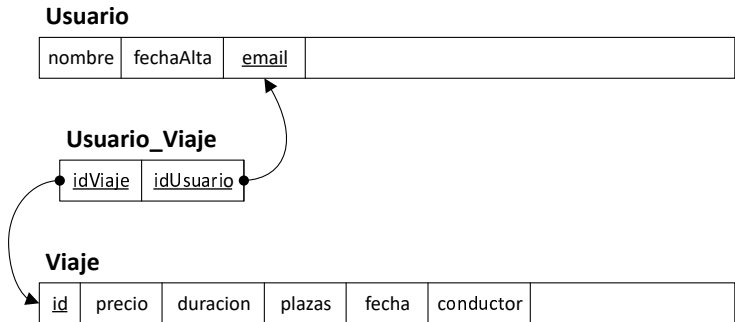 Usuario
nombre fechaAlta email
Usuario_Viaje
idViaje idUsuario
Viaje
id precio duracion plazas fecha conductor